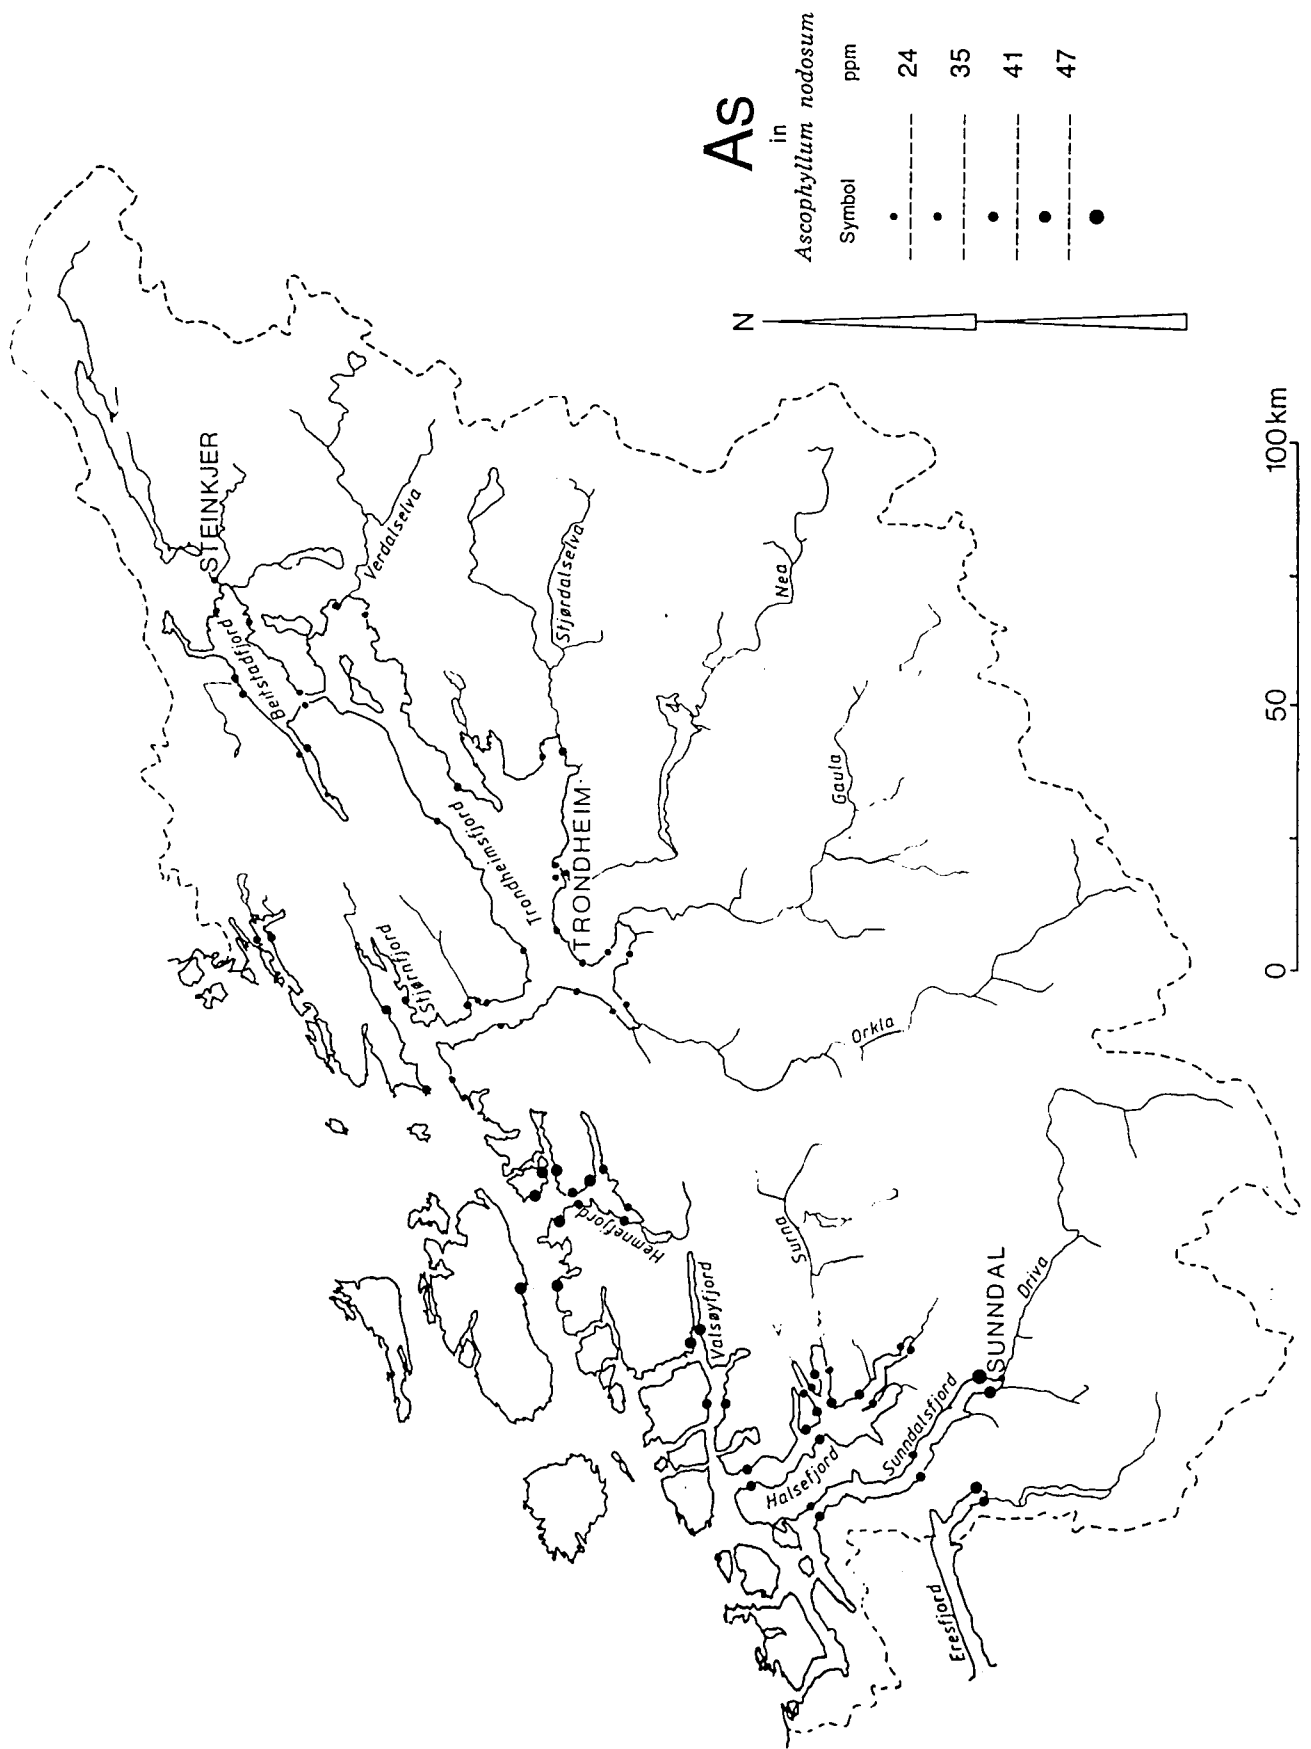 As
in
Ascophyllum nodosum
Symbol ppm
24
35
41
47
N
0 50 100 km
STEINKJER
Beitstadfjord
Verdalselva
Stjørdalselva
Trondheimsfjord
TRONDHEIM
Stjørnfjord
Nea
Gaula
Orkla
Hemnefjord
Valsøyfjord
Surna
Halsefjord
Sunndalsfjord
SUNNDAL
Driva
Eresfjord